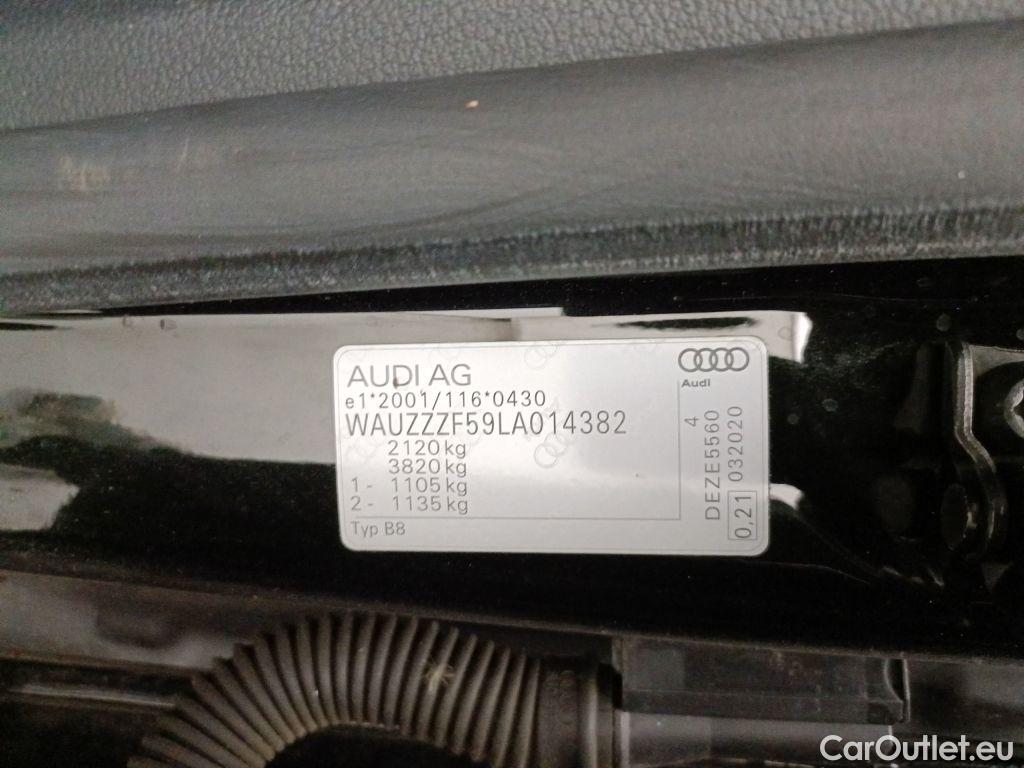 AUDI AG
Audi
e1*2001/116*0430
WAUZZZF59LA014382
2120 kg
3820 kg
1 - 1105 kg
2 - 1135 kg
Typ B8
4
DEZE5560
0,21 032020
CarOutlet.eu